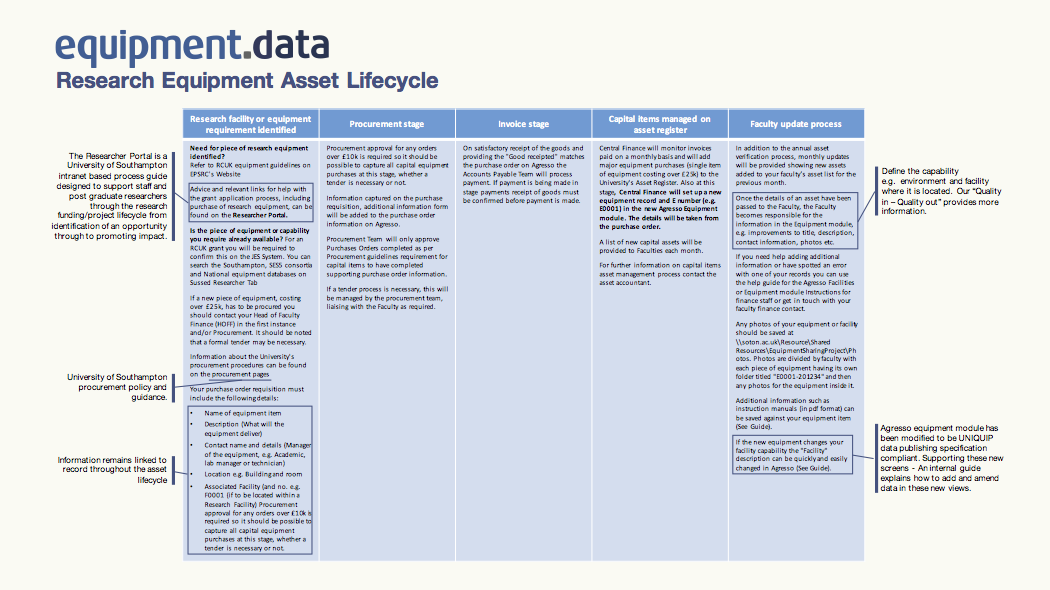 equipment.data
Research Equipment Asset Lifecycle
The Researcher Portal is a
University of Southampton
intranet based process guide
designed to support staff and
post graduate researchers
through the research
funding/project lifecycle from
identification of an opportunity
through to promoting impact.
University of Southampton
procurement policy and
guidance.
Information remains linked to
record throughout the asset
lifecycle
Research facility or equipment
requirement identified
Need for piece of research equipment
identified?
Refer to RCUK equipment guidelines on
EPSRC's Website
Advice and relevant links for help with
the grant application process, including
purchase of research equipment, can be
found on the Researcher Portal.
Is the piece of equipment or capability
you require already available? For an
RCUK grant you will be required to
confirm this on the JES System. You can
search the Southampton, SES5 consortia
and National equipment databases on
Sussed Researcher Tab
If a new piece of equipment, costing
over £25k, has to be procured you
should contact your Head of Faculty
Finance (HOFF) in the first instance
and/or Procurement. It should be noted
that a formal tender may be necessary.
Information about the University's
procurement procedures can be found
on the procurement pages
Your purchase order requisition must
include the following details:
• Name of equipment item
• Description (What will the
equipment deliver)
• Contact name and details (Manager
of the equipment, e.g. Academic,
lab manager or technician)
• Location e.g. Building and room
• Associated Facility (and no. e.g.
F0001 (if to be located within a
Research Facility) Procurement
approval for any orders over £10k is
required so it should be possible to
capture all capital equipment
purchases at this stage, whether a
tender is necessary or not.
Procurement stage
Procurement approval for any orders
over £10k is required so it should be
possible to capture all capital equipment
purchases at this stage, whether a
tender is necessary or not.
Information captured on the purchase
requisition, additional information form
will be added to the purchase order
information on Agresso.
Procurement Team will only approve
Purchases Orders completed as per
Procurement guidelines requirement for
capital items to have completed
supporting purchase order information.
If a tender process is necessary, this will
be managed by the procurement team,
liaising with the Faculty as required.
Invoice stage
On satisfactory receipt of the goods and
providing the "Good receipted" matches
the purchase order on Agresso the
Accounts Payable Team will process
payment. If payment is being made in
stage payments receipt of goods must
be confirmed before payment is made.
Capital items managed on
asset register
Central Finance will monitor invoices
paid on a monthly basis and will add
major equipment purchases (single item
of equipment costing over £25k) to the
University's Asset Register. Also at this
stage, Central Finance will set up a new
equipment record and E number (e.g.
E0001) in the new Agresso Equipment
module. The details will be taken from
the purchase order.
A list of new capital assets will be
provided to Faculties each month.
For further information on capital items
asset management process contact the
asset accountant.
Faculty update process
In addition to the annual asset
verification process, monthly updates
will be provided showing new assets
added to your faculty's asset list for the
previous month.
Once the details of an asset have been
passed to the Faculty, the Faculty
becomes responsible for the
information in the Equipment module,
e.g. improvements to title, description,
contact information, photos etc.
If you need help adding additional
information or have spotted an error
with one of your records you can use
the help guide for the Agresso Facilities
or Equipment module Instructions for
finance staff or get in touch with your
faculty finance contact.
Any photos of your equipment or facility
should be saved at
\\soton.ac.uk\Resource\Shared
Resources\EquipmentSharingProject\Ph
otos. Photos are divided by faculty with
each piece of equipment having its own
folder titled "E0001-201234" and then
any photos for the equipment inside it.
Additional information such as
instruction manuals (in pdf format) can
be saved against your equipment item
(See Guide).
If the new equipment changes your
facility capability the "Facility"
description can be quickly and easily
changed in Agresso (See Guide).
Define the capability
e.g. environment and facility
where it is located. Our "Quality
in – Quality out" provides more
information.
Agresso equipment module has
been modified to be UNIQUIP
data publishing specification
compliant. Supporting these new
screens - An internal guide
explains how to add and amend
data in these new views.